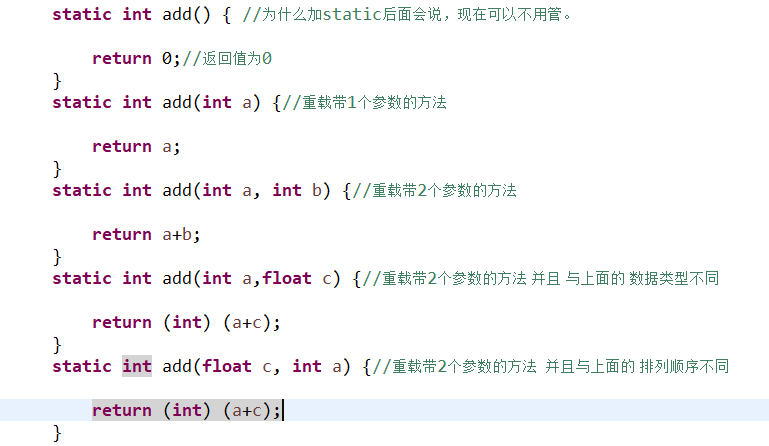 static int add() { //为什么加static后面会说，现在可以不用管。
return 0;//返回值为0
}
static int add(int a) {//重载带1个参数的方法
return a;
}
static int add(int a, int b) {//重载带2个参数的方法
return a+b;
}
static int add(int a,float c) {//重载带2个参数的方法 并且 与上面的 数据类型不同
return (int) (a+c);
}
static int add(float c, int a) {//重载带2个参数的方法 并且与上面的 排列顺序不同
return (int) (a+c);
}